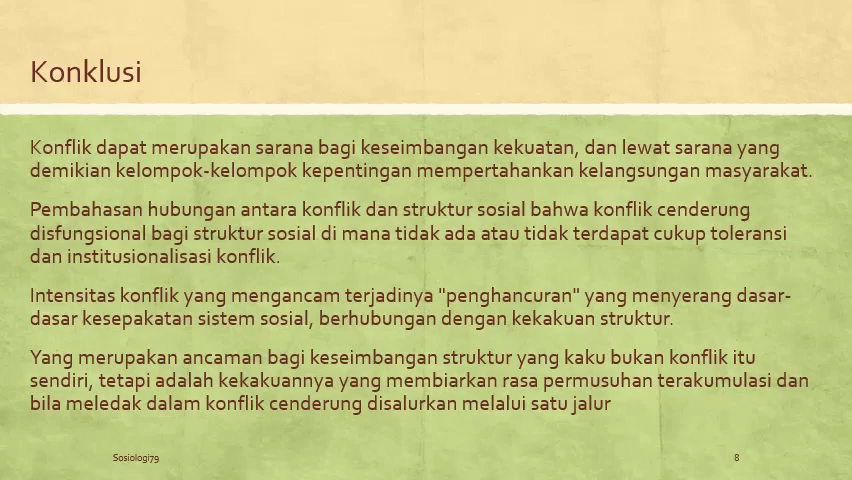 Konklusi
Konflik dapat merupakan sarana bagi keseimbangan kekuatan, dan lewat sarana yang
demikian kelompok-kelompok kepentingan mempertahankan kelangsungan masyarakat.
Pembahasan hubungan antara konflik dan struktur sosial bahwa konflik cenderung
disfungsional bagi struktur sosial di mana tidak ada atau tidak terdapat cukup toleransi
dan institusionalisasi konflik.
Intensitas konflik yang mengancam terjadinya "penghancuran" yang menyerang dasar-
dasar kesepakatan sistem sosial, berhubungan dengan kekakuan struktur.
Yang merupakan ancaman bagi keseimbangan struktur yang kaku bukan konflik itu
sendiri, tetapi adalah kekakuannya yang membiarkan rasa permusuhan terakumulasi dan
bila meledak dalam konflik cenderung disalurkan melalui satu jalur
Sosiologi79
8